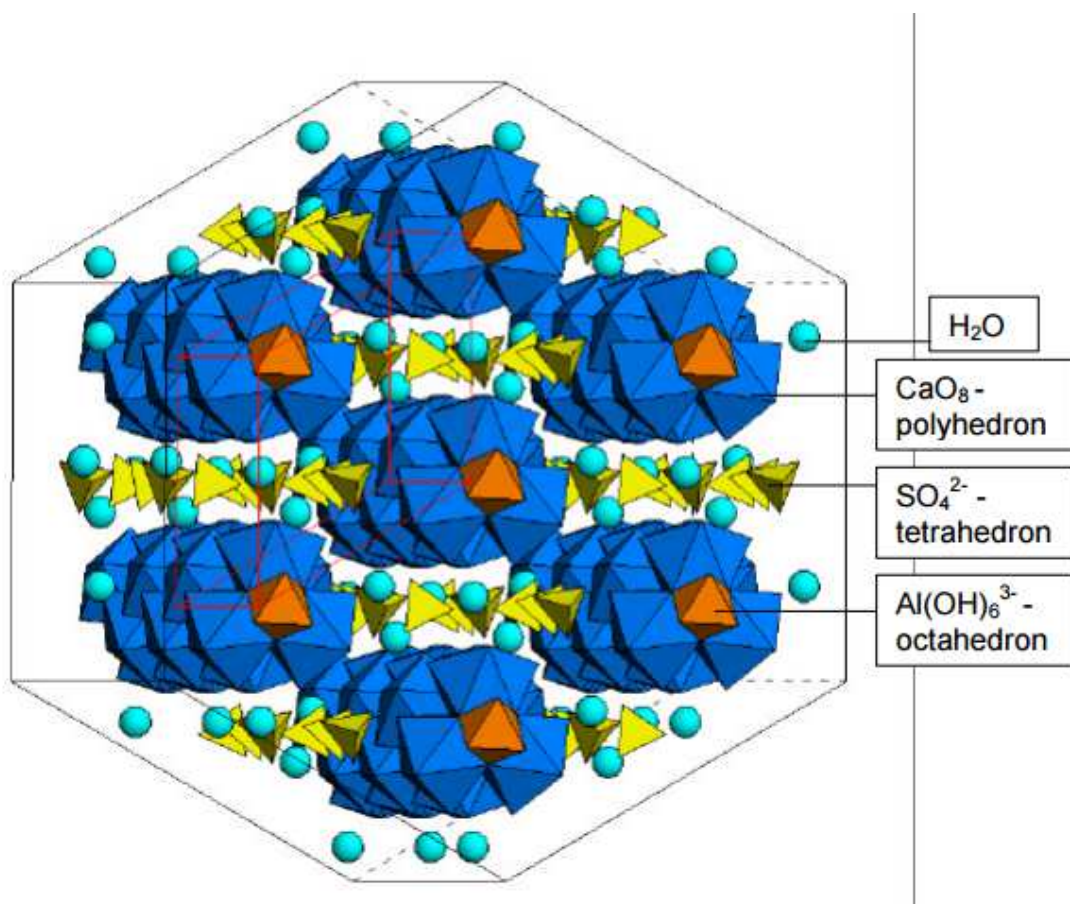 H₂O
CaO₈ -
polyhedron
SO₄²⁻ -
tetrahedron
Al(OH)₆³⁻ -
octahedron